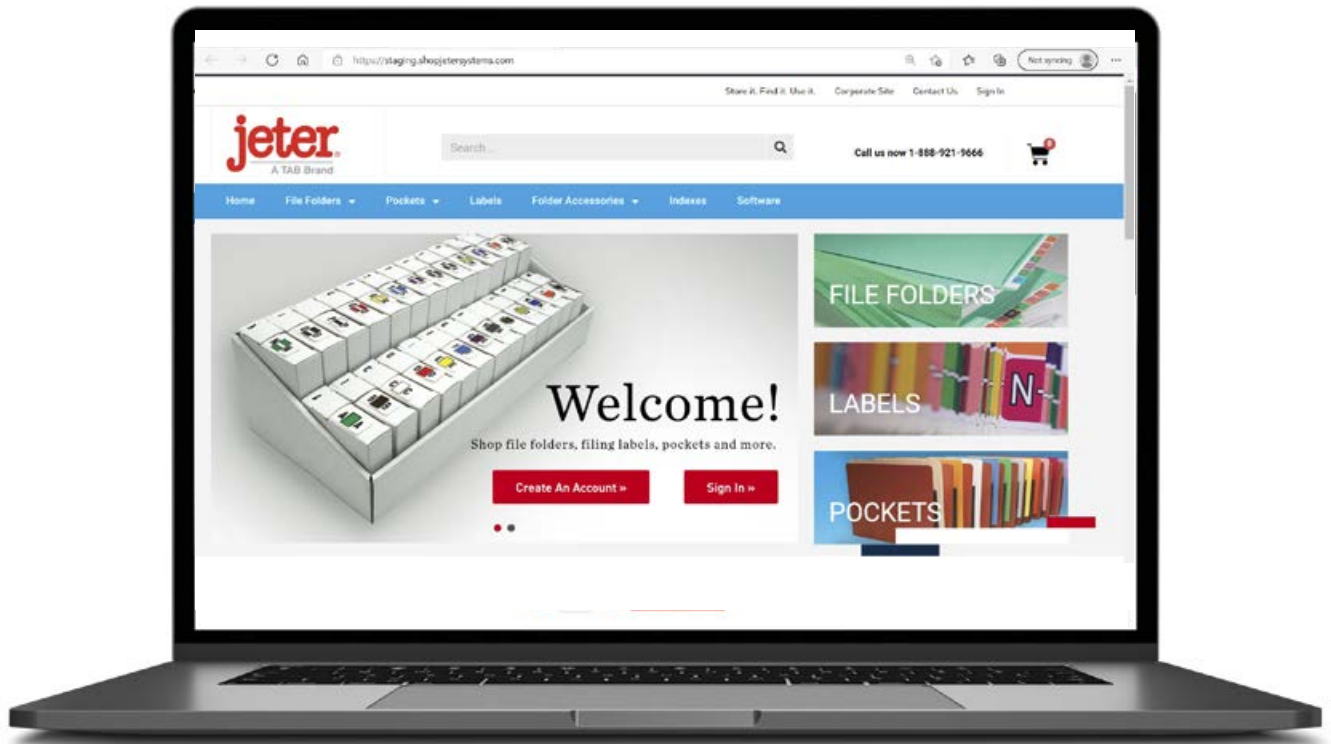 https://staging.shopjetersystems.com
Not syncing
Store it. Find it. Use it. Corporate Site Contact Us Sign In
jeter
A TAB Brand
Search...
Call us now 1-888-921-9666
0
Home File Folders Pockets Labels Folder Accessories Indexes Software
Welcome!
Shop file folders, filing labels, pockets and more.
Create An Account »
Sign In »
FILE FOLDERS
LABELS
N
POCKETS